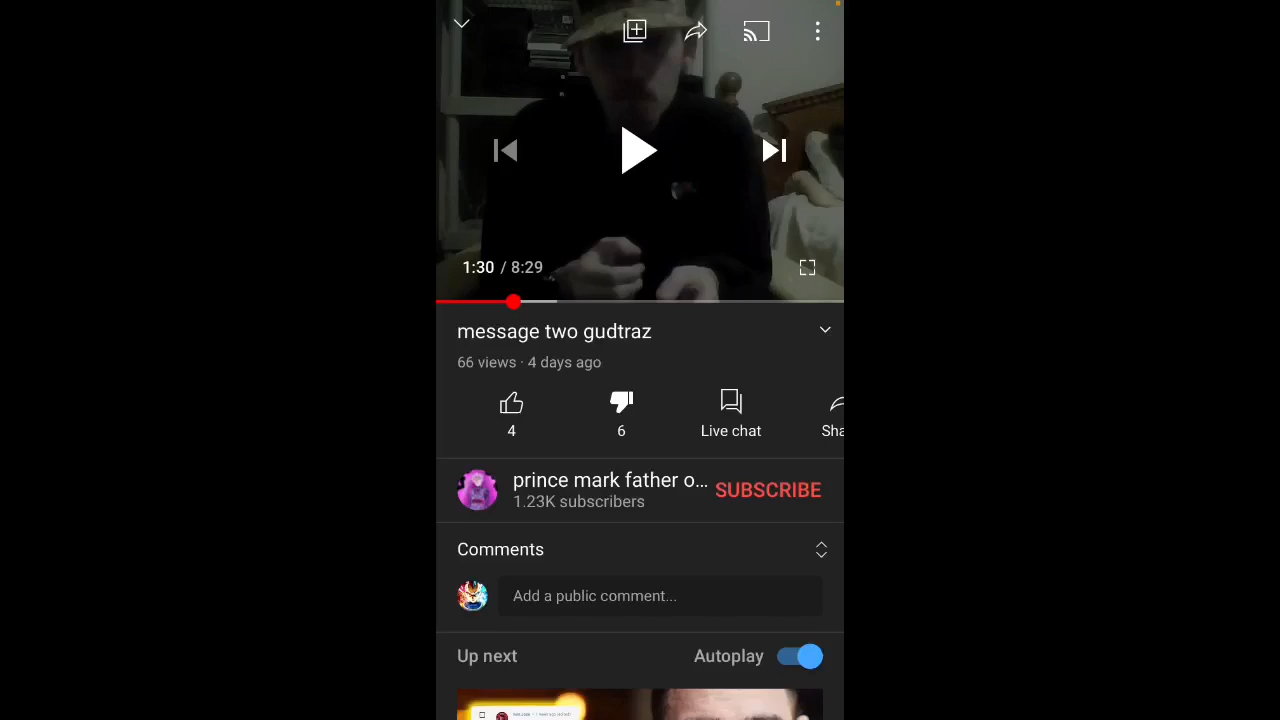 1:30 / 8:29
message two gudtraz
66 views · 4 days ago
4
6
Live chat
Sha
prince mark father o...
SUBSCRIBE
1.23K subscribers
Comments
Add a public comment...
Up next
Autoplay